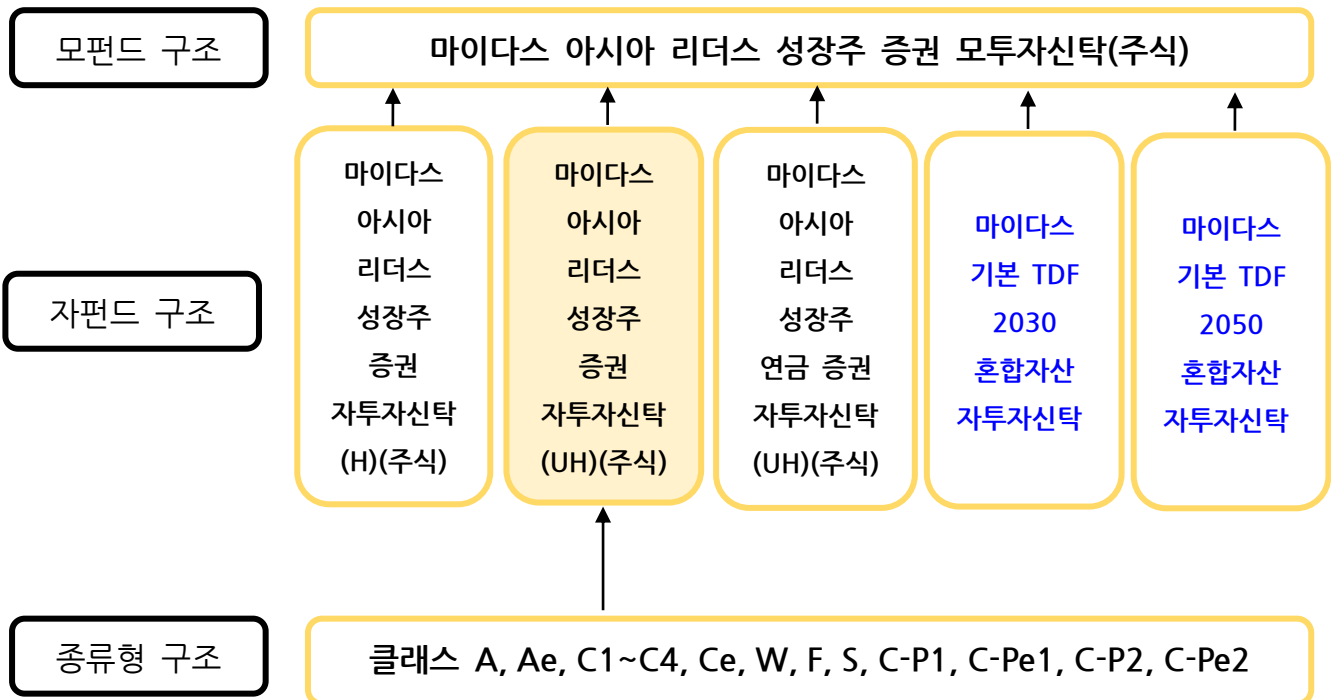 모펀드 구조
마이다스 아시아 리더스 성장주 증권 모투자신탁(주식)
자펀드 구조
마이다스
아시아
리더스
성장주
증권
자투자신탁
(H)(주식)
마이다스
아시아
리더스
성장주
증권
자투자신탁
(UH)(주식)
마이다스
아시아
리더스
성장주
연금 증권
자투자신탁
(UH)(주식)
마이다스
기본 TDF
2030
혼합자산
자투자신탁
마이다스
기본 TDF
2050
혼합자산
자투자신탁
종류형 구조
클래스 A, Ae, C1~C4, Ce, W, F, S, C-P1, C-Pe1, C-P2, C-Pe2